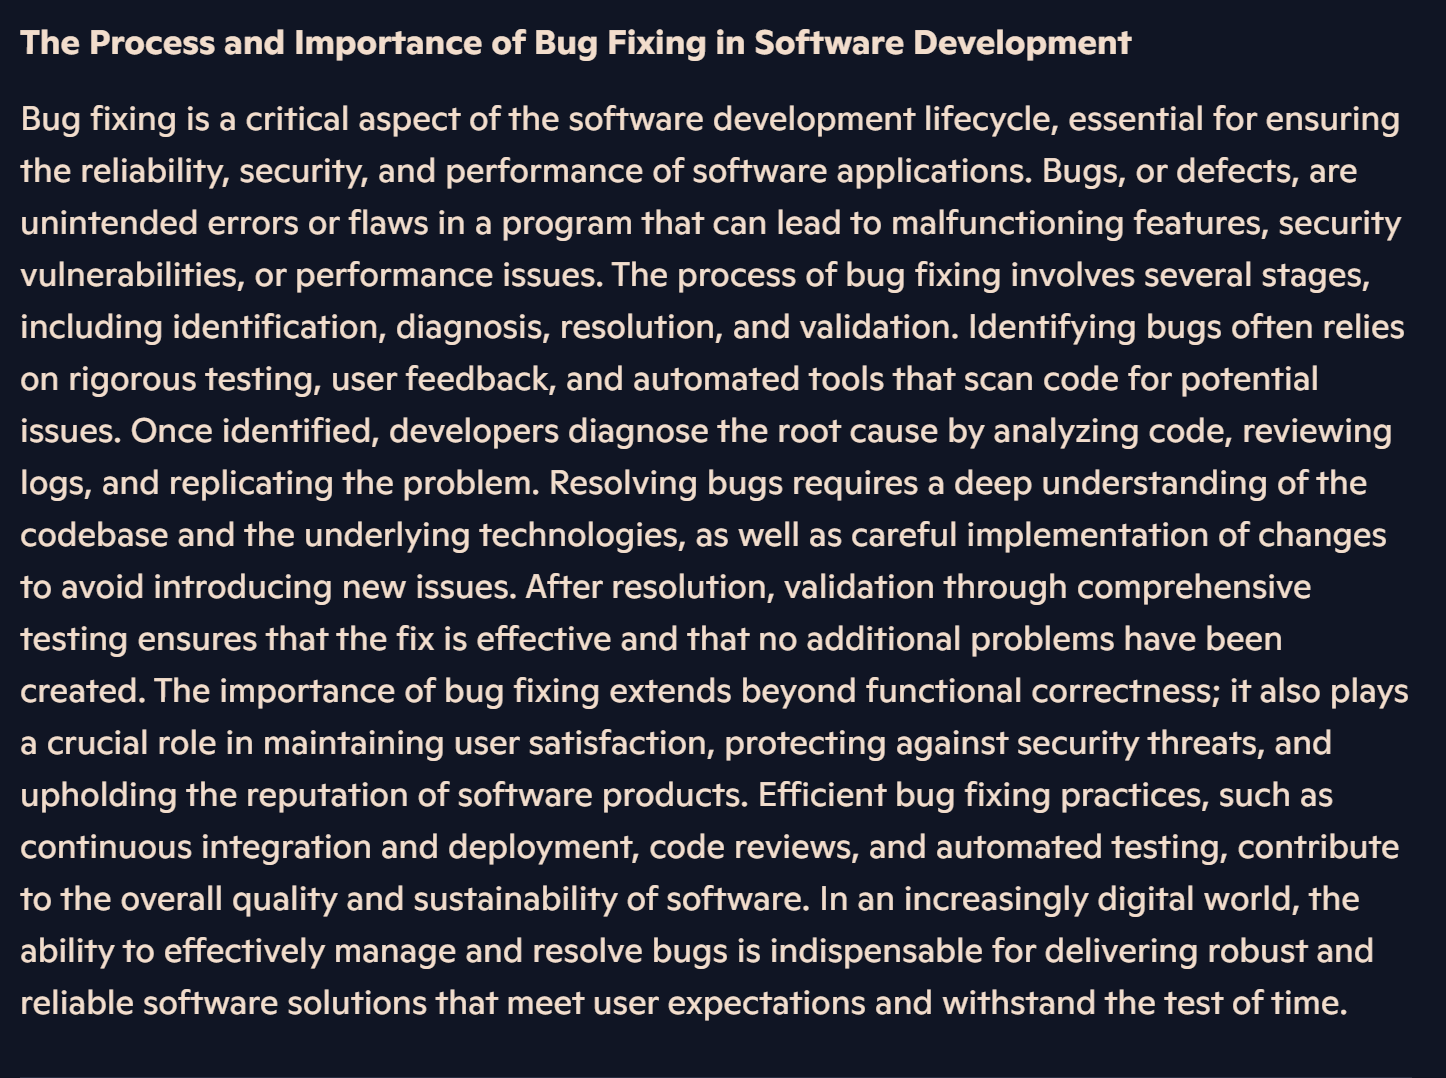 The Process and Importance of Bug Fixing in Software Development
Bug fixing is a critical aspect of the software development lifecycle, essential for ensuring
the reliability, security, and performance of software applications. Bugs, or defects, are
unintended errors or flaws in a program that can lead to malfunctioning features, security
vulnerabilities, or performance issues. The process of bug fixing involves several stages,
including identification, diagnosis, resolution, and validation. Identifying bugs often relies
on rigorous testing, user feedback, and automated tools that scan code for potential
issues. Once identified, developers diagnose the root cause by analyzing code, reviewing
logs, and replicating the problem. Resolving bugs requires a deep understanding of the
codebase and the underlying technologies, as well as careful implementation of changes
to avoid introducing new issues. After resolution, validation through comprehensive
testing ensures that the fix is effective and that no additional problems have been
created. The importance of bug fixing extends beyond functional correctness; it also plays
a crucial role in maintaining user satisfaction, protecting against security threats, and
upholding the reputation of software products. Efficient bug fixing practices, such as
continuous integration and deployment, code reviews, and automated testing, contribute
to the overall quality and sustainability of software. In an increasingly digital world, the
ability to effectively manage and resolve bugs is indispensable for delivering robust and
reliable software solutions that meet user expectations and withstand the test of time.